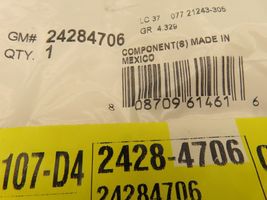 LC 37 077 21243-305
GM# 24284706 GR 4.329
QTY. 1
COMPONENT(S) MADE IN
MEXICO
8 08709 61461 6
107-D4 2428-4706
24284706